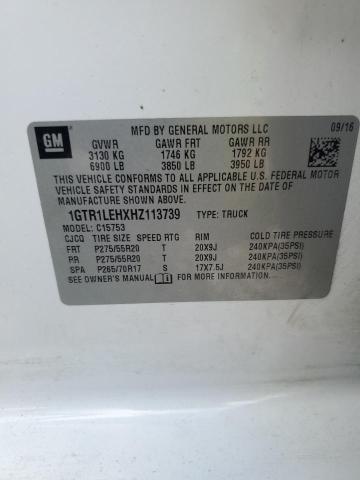 GM
MFD BY GENERAL MOTORS LLC
09/16
GVWR GAWR FRT GAWR RR
3130 KG 1746 KG 1792 KG
6900 LB 3850 LB 3950 LB
THIS VEHICLE CONFORMS TO ALL APPLICABLE U.S. FEDERAL MOTOR
VEHICLE SAFETY STANDARDS IN EFFECT ON THE DATE OF
MANUFACTURE SHOWN ABOVE.
1GTR1LEHXHZ113739 TYPE: TRUCK
MODEL: C15753
CJCQ TIRE SIZE SPEED RTG RIM COLD TIRE PRESSURE
FRT P275/55R20 T 20X9J 240KPA(35PSI)
RR P275/55R20 T 20X9J 240KPA(35PSI)
SPA P265/70R17 S 17X7.5J 240KPA(35PSI)
SEE OWNER'S MANUAL FOR MORE INFORMATION.